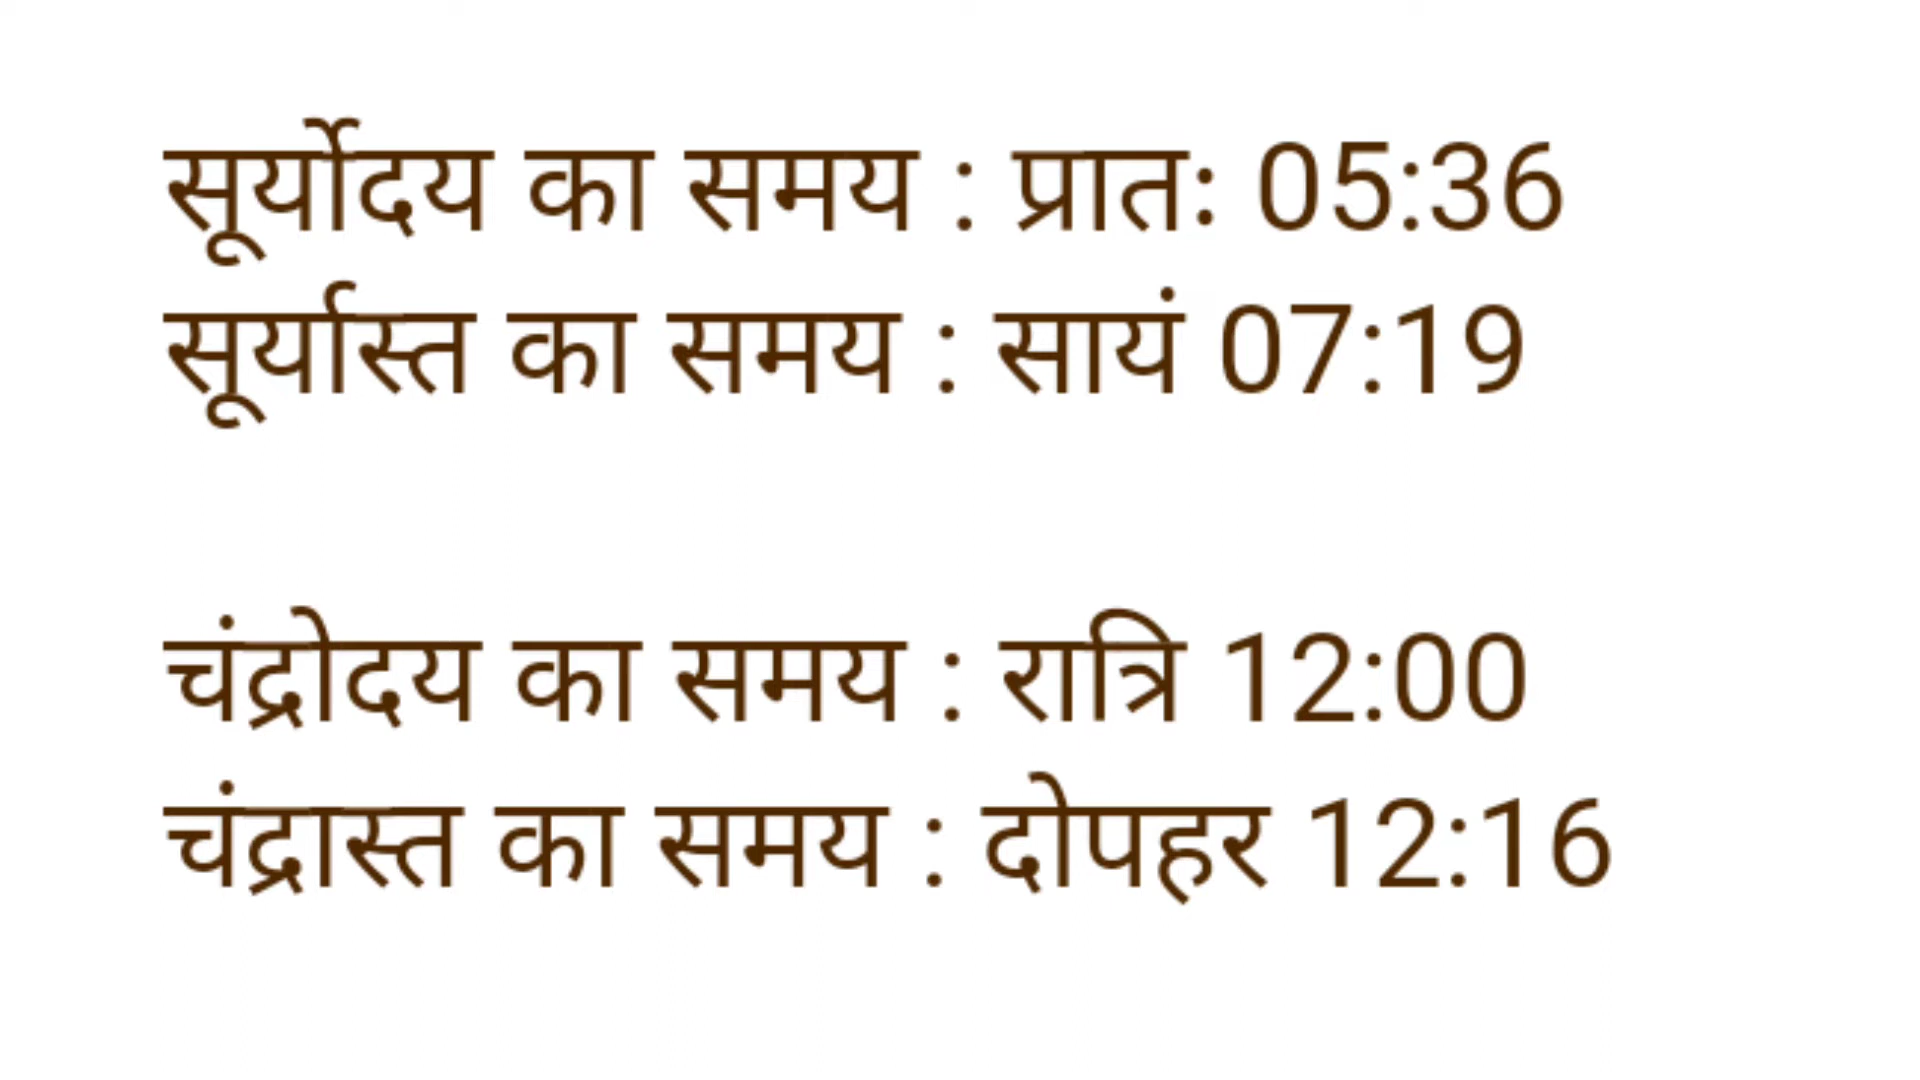 सूर्योदय का समय : प्रातः 05:36
सूर्यास्त का समय : सायं 07:19
चंद्रोदय का समय : रात्रि 12:00
चंद्रास्त का समय : दोपहर 12:16